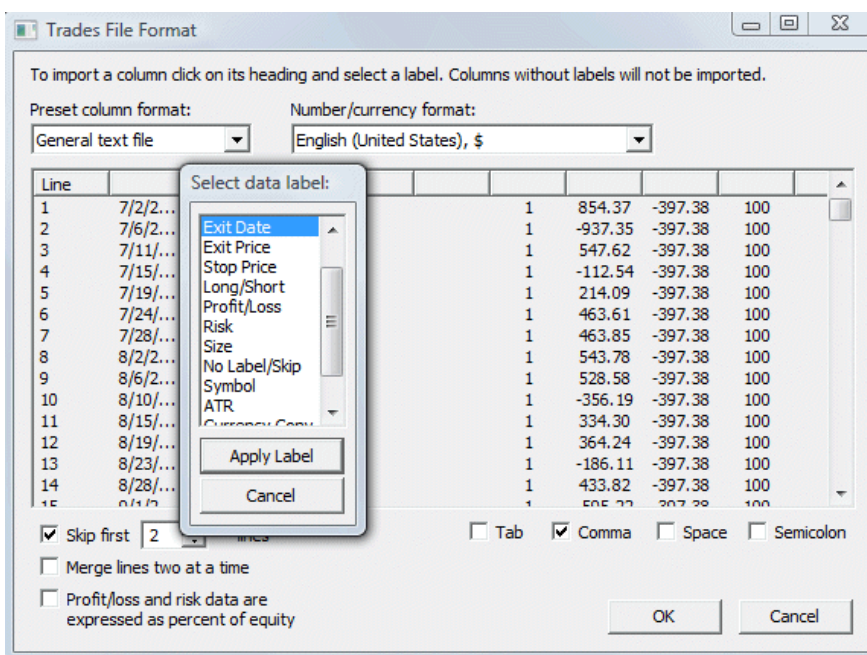 Trades File Format
To import a column click on its heading and select a label. Columns without labels will not be imported.
Preset column format: Number/currency format:
General text file English (United States), $
Select data label:
Exit Date
Exit Price
Stop Price
Long/Short
Profit/Loss
Risk
Size
No Label/Skip
Symbol
ATR
Apply Label
Cancel
Line
1 7/2/2... 1 854.37 -397.38 100
2 7/6/2... 1 -937.35 -397.38 100
3 7/11/... 1 547.62 -397.38 100
4 7/15/... 1 -112.54 -397.38 100
5 7/19/... 1 214.09 -397.38 100
6 7/24/... 1 463.61 -397.38 100
7 7/28/... 1 463.85 -397.38 100
8 8/2/2... 1 543.78 -397.38 100
9 8/6/2... 1 528.58 -397.38 100
10 8/10/... 1 -356.19 -397.38 100
11 8/15/... 1 334.30 -397.38 100
12 8/19/... 1 364.24 -397.38 100
13 8/23/... 1 -186.11 -397.38 100
14 8/28/... 1 433.82 -397.38 100
Skip first 2 lines Tab Comma Space Semicolon
Merge lines two at a time
Profit/loss and risk data are
expressed as percent of equity
OK Cancel